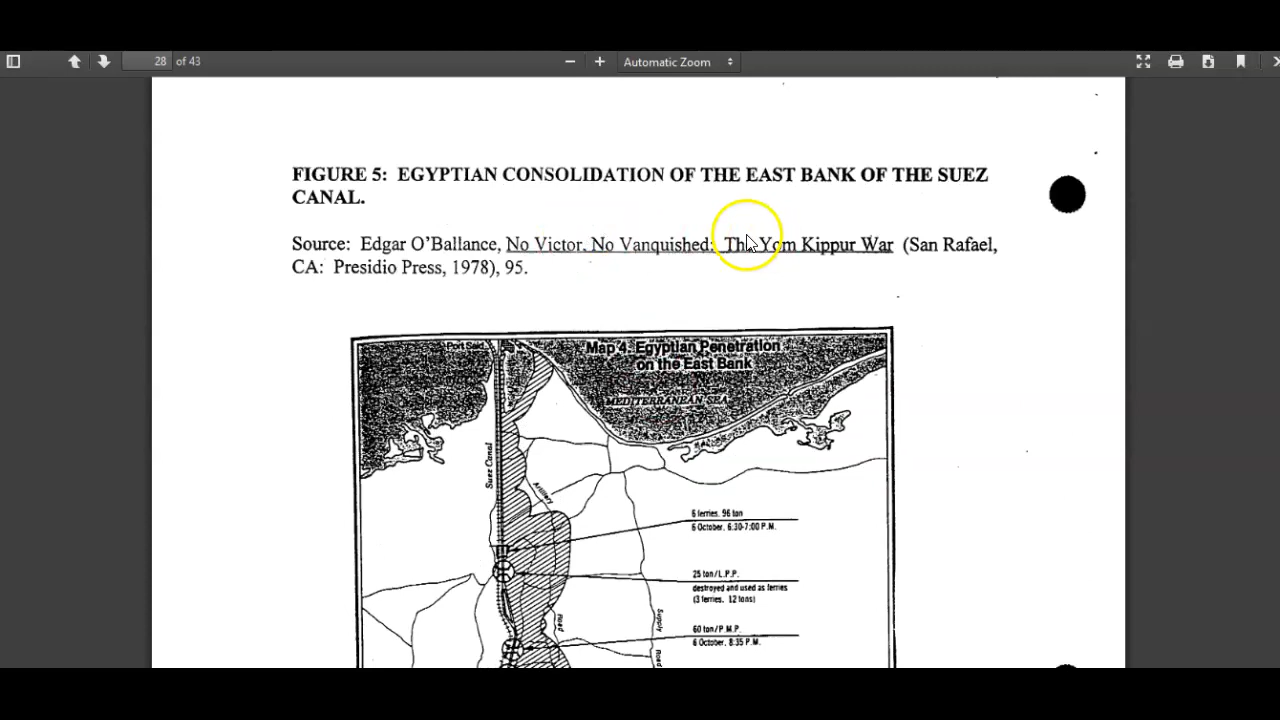 28 of 43
Automatic Zoom
FIGURE 5: EGYPTIAN CONSOLIDATION OF THE EAST BANK OF THE SUEZ
CANAL.
Source: Edgar O'Ballance, No Victor, No Vanquished: The Yom Kippur War (San Rafael,
CA: Presidio Press, 1978), 95.
Port Said
Map 4. Egyptian Penetration
on the East Bank
MEDITERRANEAN SEA
Suez Canal
Artillery
Road
Supply
Road
6 ferries, 96 ton
6 October, 6:30-7:00 P.M.
25 ton/L.P.P.
destroyed and used as ferries
(3 ferries, 12 tons)
60 ton/P.M.P.
6 October, 8:35 P.M.